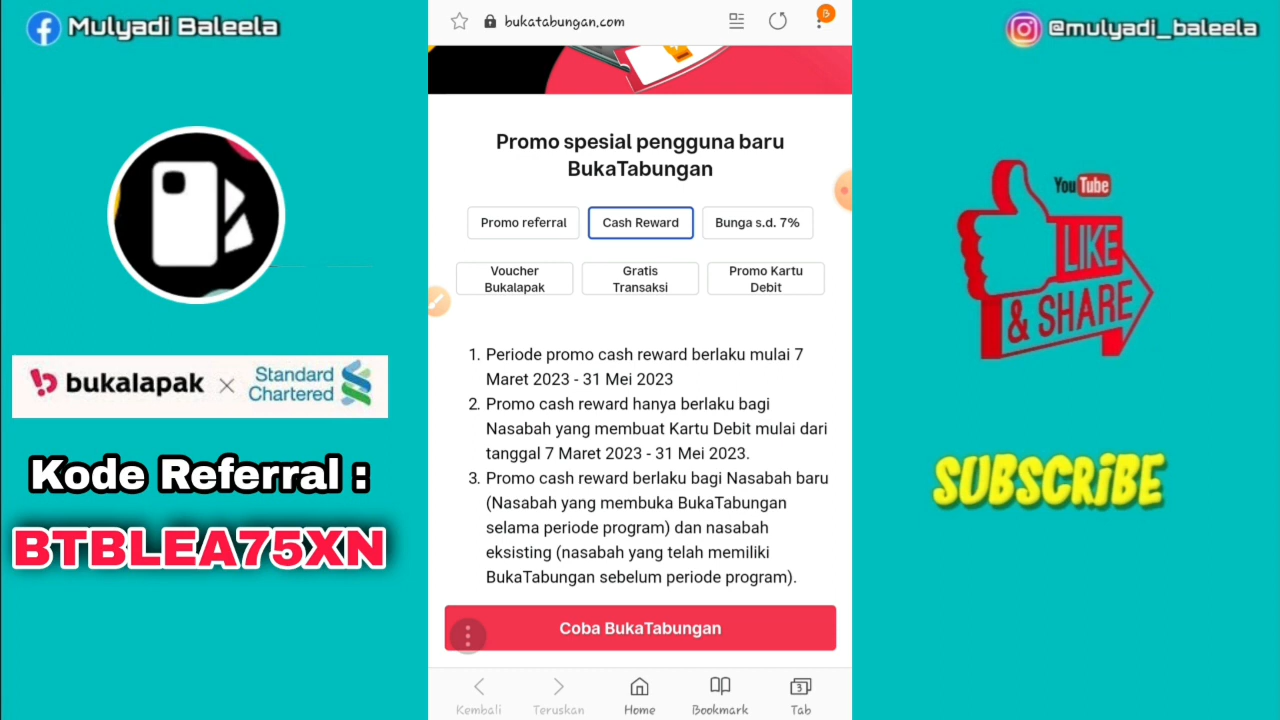 Mulyadi Baleela
bukalapak × Standard Chartered
Kode Referral :
BTBLEA75XN
bukatabungan.com
B
Promo spesial pengguna baru
BukaTabungan
Promo referral
Cash Reward
Bunga s.d. 7%
Voucher
Bukalapak
Gratis
Transaksi
Promo Kartu
Debit
1. Periode promo cash reward berlaku mulai 7
Maret 2023 - 31 Mei 2023
2. Promo cash reward hanya berlaku bagi
Nasabah yang membuat Kartu Debit mulai dari
tanggal 7 Maret 2023 - 31 Mei 2023.
3. Promo cash reward berlaku bagi Nasabah baru
(Nasabah yang membuka BukaTabungan
selama periode program) dan nasabah
eksisting (nasabah yang telah memiliki
BukaTabungan sebelum periode program).
Coba BukaTabungan
Kembali
Teruskan
Home
Bookmark
3
Tab
@mulyadi_baleela
YouTube
LIKE
& SHARE
SUBSCRiBE